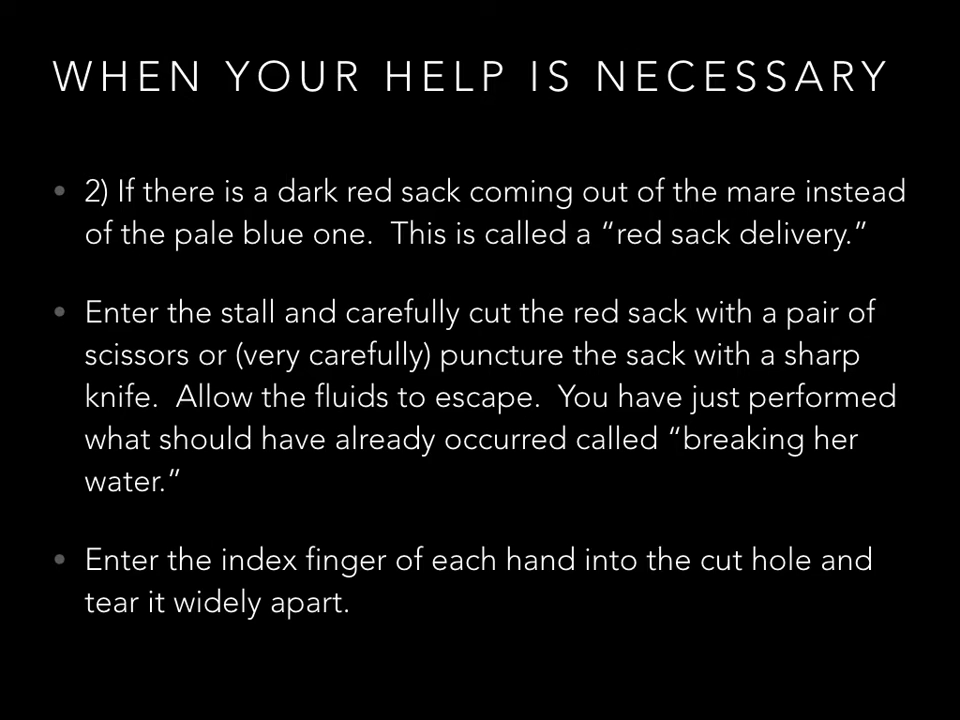 WHEN YOUR HELP IS NECESSARY
• 2) If there is a dark red sack coming out of the mare instead
of the pale blue one.  This is called a “red sack delivery.”
• Enter the stall and carefully cut the red sack with a pair of
scissors or (very carefully) puncture the sack with a sharp
knife.  Allow the fluids to escape.  You have just performed
what should have already occurred called “breaking her
water.”
• Enter the index finger of each hand into the cut hole and
tear it widely apart.